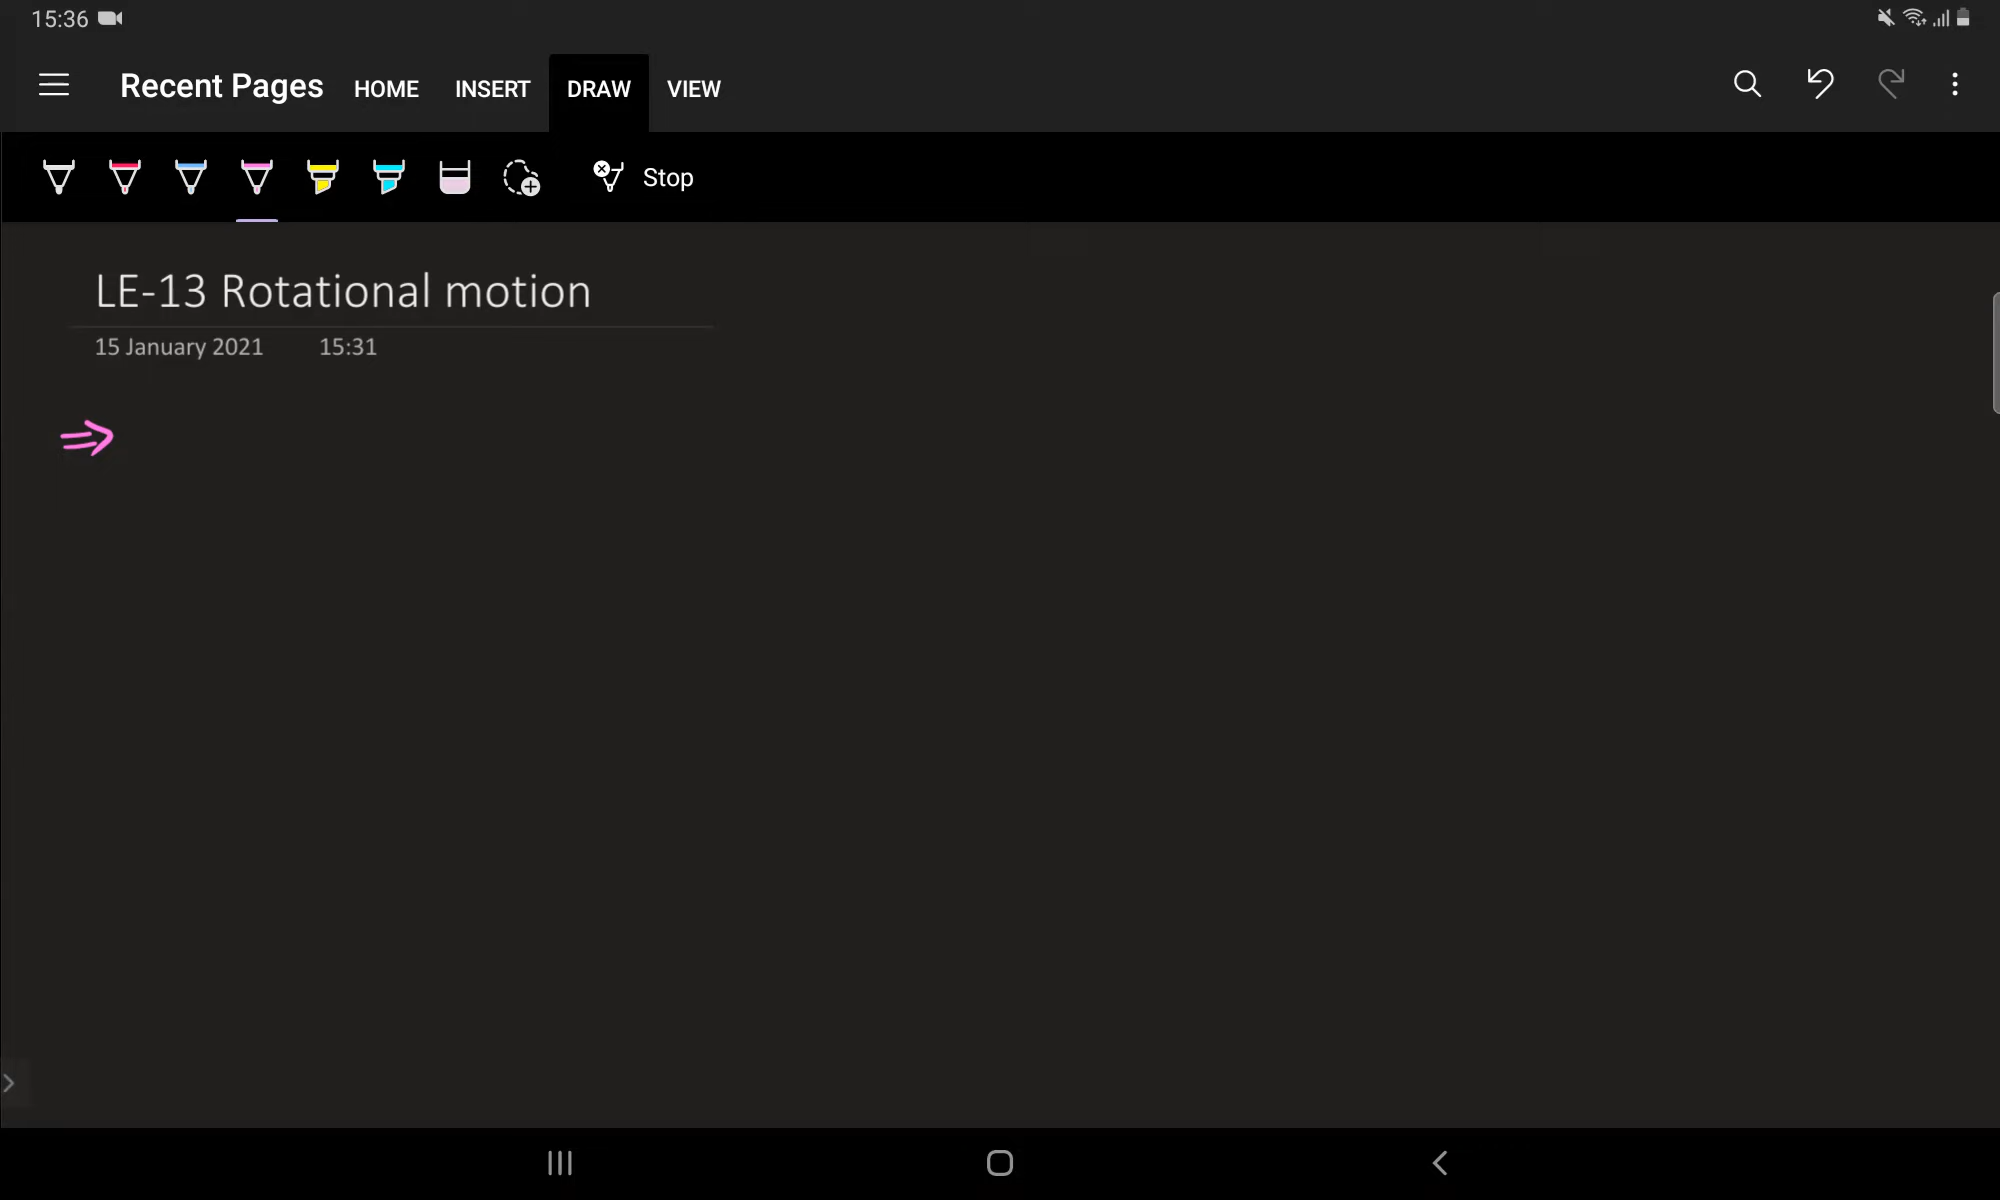 15:36
Recent Pages HOME INSERT DRAW VIEW
Stop
LE-13 Rotational motion
15 January 2021 15:31